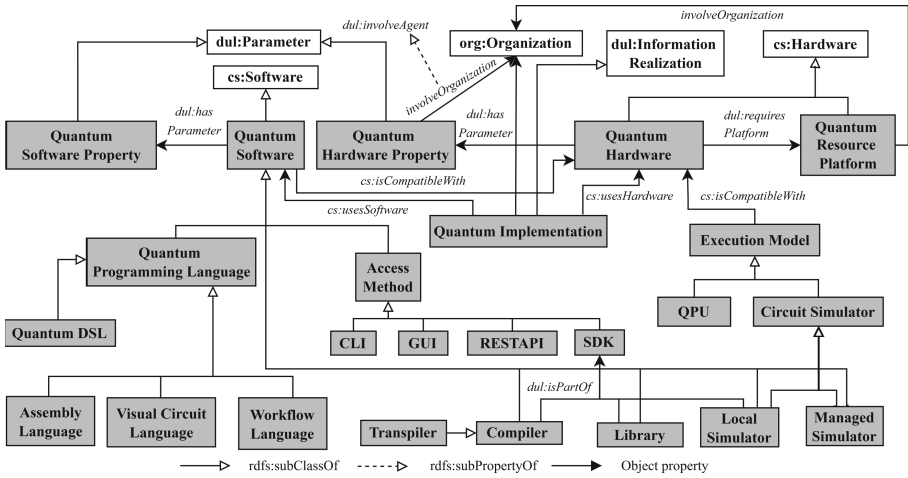 dul:involveAgent
involveOrganization
dul:Parameter
org:Organization
dul:Information
Realization
cs:Hardware
cs:Software
involveOrganization
Quantum
Software Property
dul:has
Parameter
Quantum
Software
Quantum
Hardware Property
dul:has
Parameter
Quantum
Hardware
dul:requires
Platform
Quantum
Resource
Platform
cs:isCompatibleWith
cs:usesHardware
cs:isCompatibleWith
cs:usesSoftware
Quantum Implementation
Execution Model
Quantum
Programming Language
Access
Method
QPU
Circuit Simulator
Quantum DSL
CLI
GUI
RESTAPI
SDK
dul:isPartOf
Assembly
Language
Visual Circuit
Language
Workflow
Language
Transpiler
Compiler
Library
Local
Simulator
Managed
Simulator
rdfs:subClassOf
rdfs:subPropertyOf
Object property